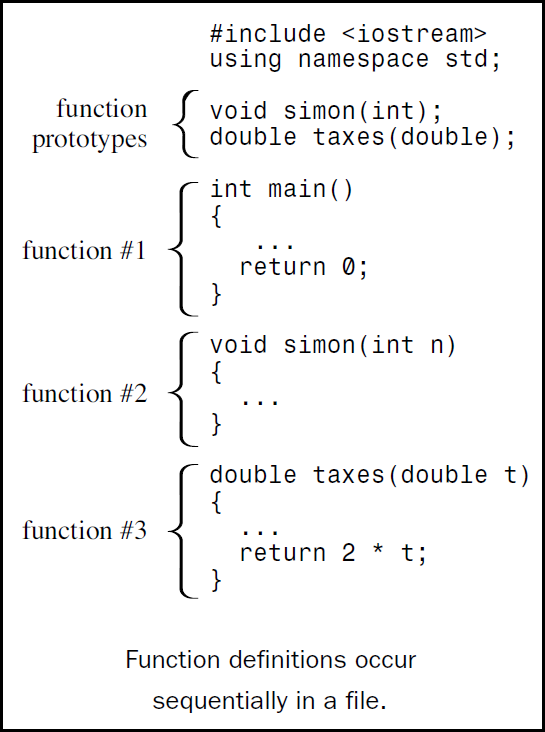 #include <iostream>
using namespace std;
function
prototypes
void simon(int);
double taxes(double);
function #1
int main()
{
...
return 0;
}
function #2
void simon(int n)
{
...
}
function #3
double taxes(double t)
{
...
return 2 * t;
}
Function definitions occur
sequentially in a file.